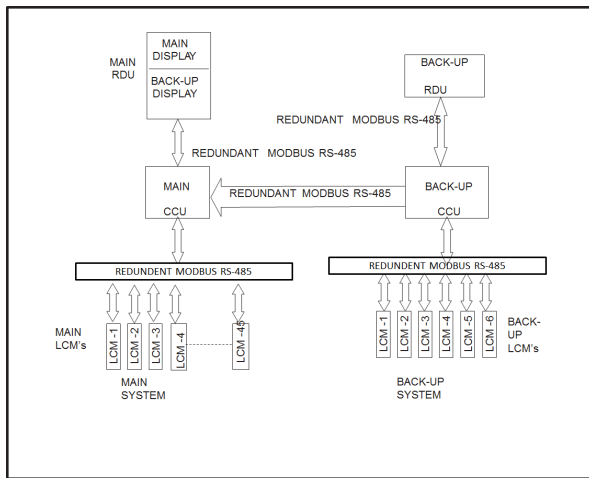 MAIN
RDU
MAIN
DISPLAY
BACK-UP
DISPLAY
BACK-UP
RDU
REDUNDANT MODBUS RS-485
REDUNDANT MODBUS RS-485
MAIN
CCU
REDUNDANT MODBUS RS-485
BACK-UP
CCU
REDUNDENT MODBUS RS-485
REDUNDENT MODBUS RS-485
MAIN
LCM's
LCM -1
LCM -2
LCM -3
LCM -4
LCM -45
MAIN
SYSTEM
LCM -1
LCM -2
LCM -3
LCM -4
LCM -5
LCM -6
BACK-
UP
LCM's
BACK-UP
SYSTEM